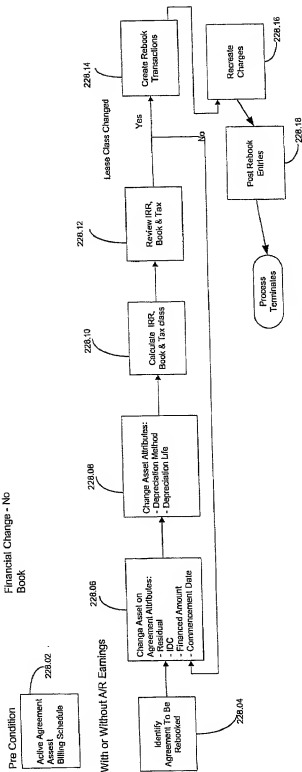 Financial Change - No
Book
Pre Condition
228.02
Active Agreement
Assest
Billing Schedule
With or Without A/R Earnings
228.04
Identify
Agreement To Be
Rebooked
228.06
Change Asset on
Agreement Attributes:
- Residual
- IDC
- Financed Amount
- Commencement Date
228.08
Change Asset Attributes:
- Depreciation Method
- Depreciation Life
228.10
Calculate IRR,
Book & Tax class
228.12
Review IRR,
Book & Tax
Lease Class Changed
Yes
No
228.14
Create Rebook
Transactions
228.16
Recreate
Charges
228.18
Post Rebook
Entries
Process
Terminates